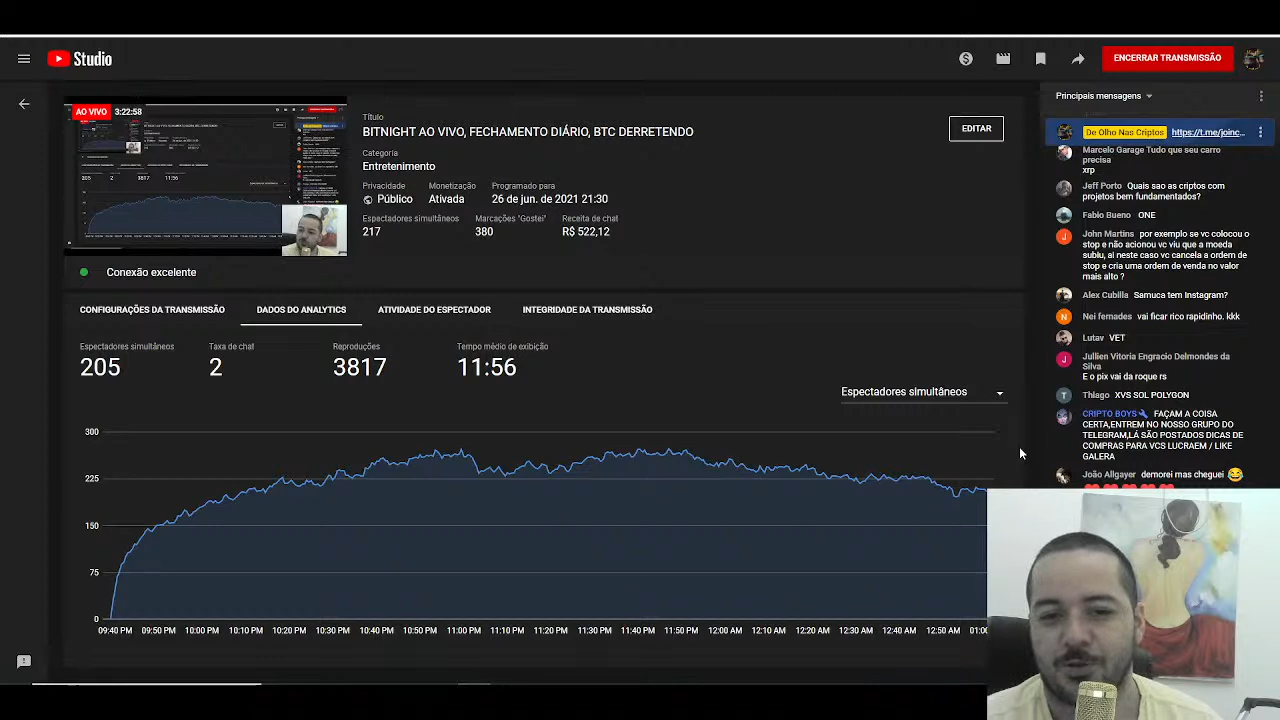 Studio
ENCERRAR TRANSMISSÃO
AO VIVO 3:22:58
Título
BITNIGHT AO VIVO, FECHAMENTO DIÁRIO, BTC DERRETENDO
EDITAR
Categoria
Entretenimento
Privacidade Monetização Programado para
Público Ativada 26 de jun. de 2021 21:30
Espectadores simultâneos Marcações "Gostei" Receita de chat
217 380 R$ 522,12
Conexão excelente
CONFIGURAÇÕES DA TRANSMISSÃO DADOS DO ANALYTICS ATIVIDADE DO ESPECTADOR INTEGRIDADE DA TRANSMISSÃO
Espectadores simultâneos Taxa de chat Reproduções Tempo médio de exibição
205 2 3817 11:56
Espectadores simultâneos
300
225
150
75
0
09:40 PM 09:50 PM 10:00 PM 10:10 PM 10:20 PM 10:30 PM 10:40 PM 10:50 PM 11:00 PM 11:10 PM 11:20 PM 11:30 PM 11:40 PM 11:50 PM 12:00 AM 12:10 AM 12:20 AM 12:30 AM 12:40 AM 12:50 AM 01:00
Principais mensagens
De Olho Nas Criptos https://t.me/joinc...
Marcelo Garage Tudo que seu carro
precisa
xrp
Jeff Porto Quais sao as criptos com
projetos bem fundamentados?
Fabio Bueno ONE
John Martins por exemplo se vc colocou o
stop e não acionou vc viu que a moeda
sublu, aí neste caso vc cancela a ordem de
stop e cria uma ordem de venda no valor
mais alto ?
Alex Cubilla Samuca tem Instagram?
Nei fernades vai ficar rico rapidinho. kkk
Lutav VET
Jullien Vitoria Engracio Delmondes da
Silva
E o pix vai da roque rs
Thiago XVS SOL POLYGON
CRIPTO BOYS FAÇAM A COISA
CERTA,ENTREM NO NOSSO GRUPO DO
TELEGRAM,LÁ SÃO POSTADOS DICAS DE
COMPRAS PARA VCS LUCRAEM / LIKE
GALERA
João Allgayer demorei mas cheguei 😂